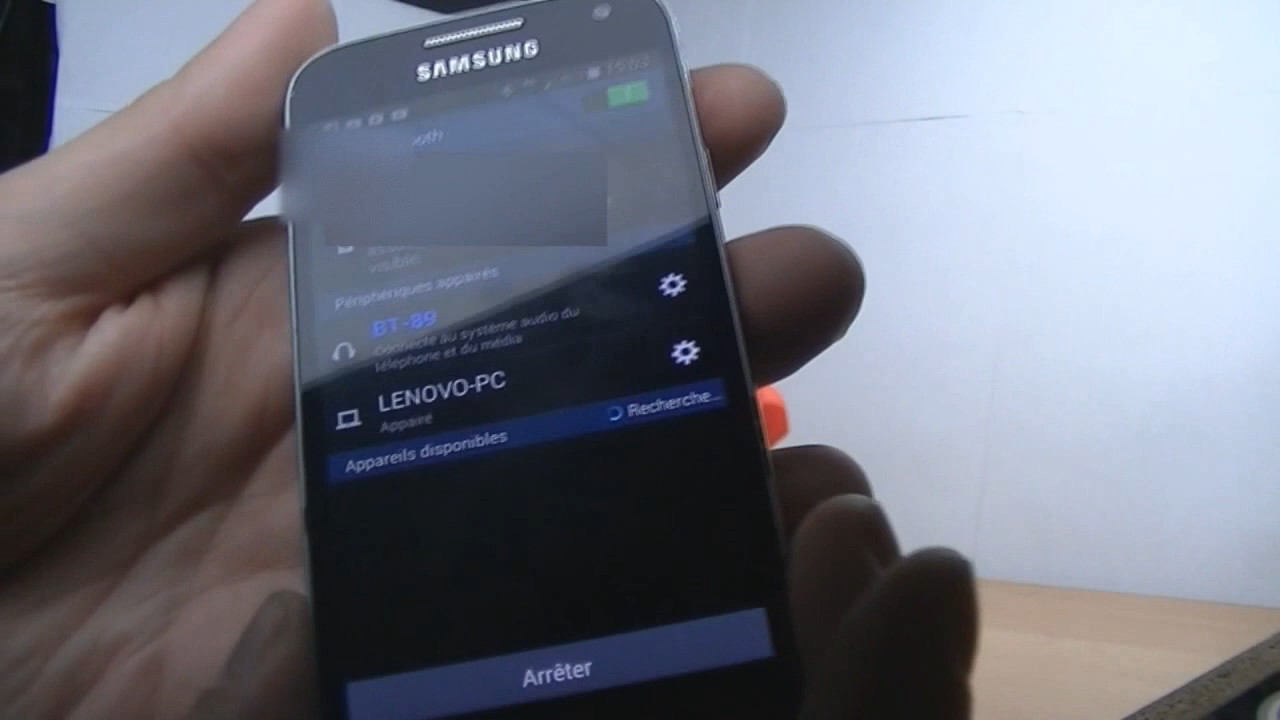 SAMSUNG
visible.
Périphériques appairés
BT-89
Connecté au système audio du
téléphone et du média
LENOVO-PC
Appairé
Appareils disponibles
Recherche...
Arrêter